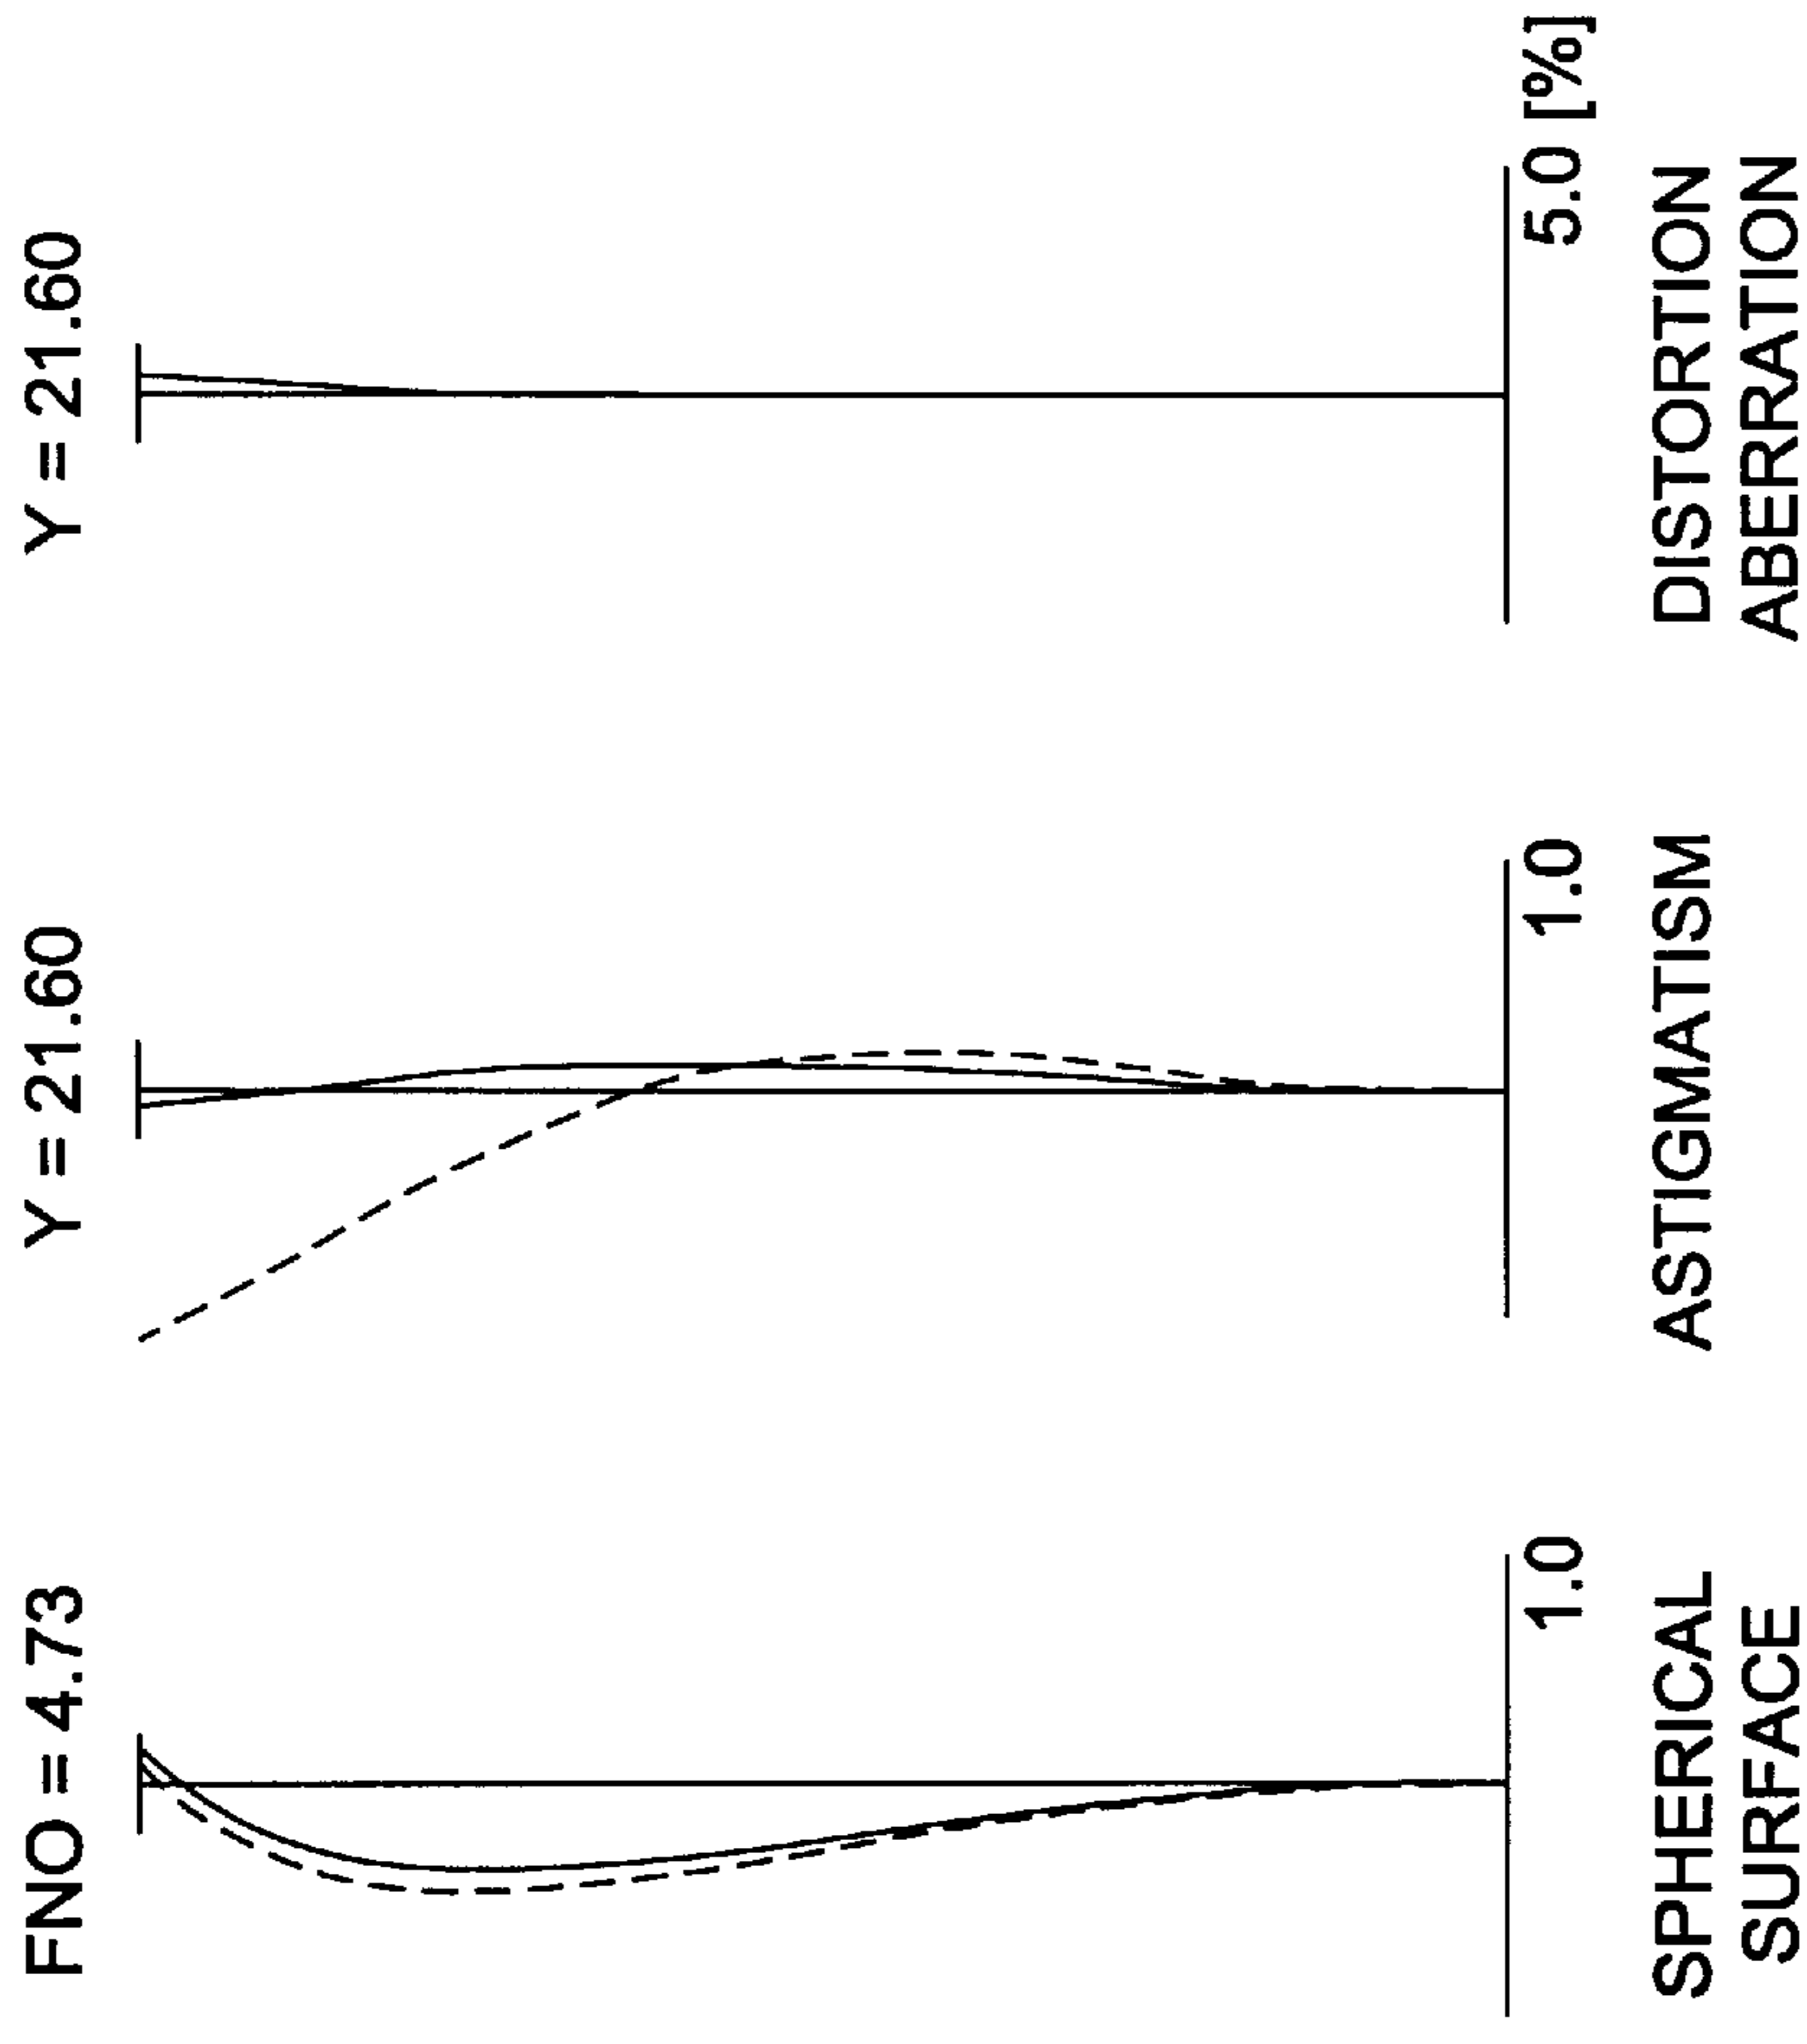 FNO = 4.73
Y = 21.60
Y = 21.60
1.0
1.0
5.0 [%]
SPHERICAL
SURFACE
ASTIGMATISM
DISTORTION
ABERRATION